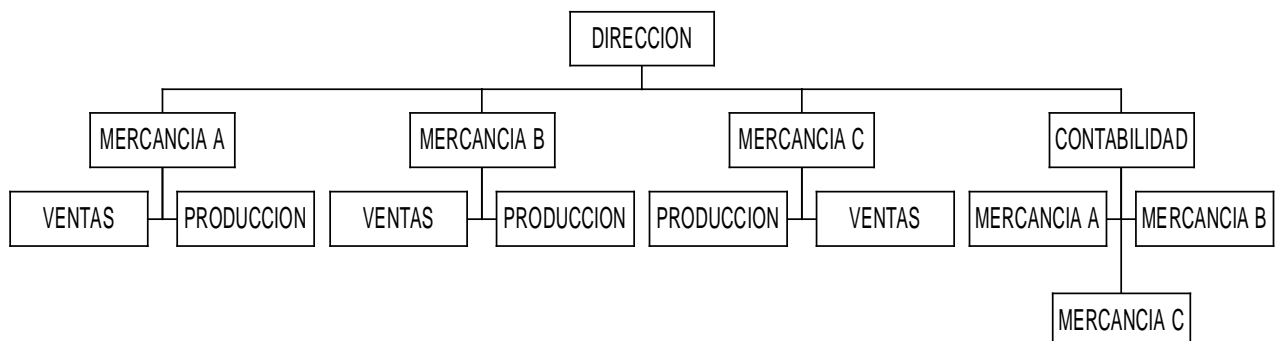 DIRECCION
MERCANCIA A
MERCANCIA B
MERCANCIA C
CONTABILIDAD
VENTAS
PRODUCCION
VENTAS
PRODUCCION
PRODUCCION
VENTAS
MERCANCIA A
MERCANCIA B
MERCANCIA C